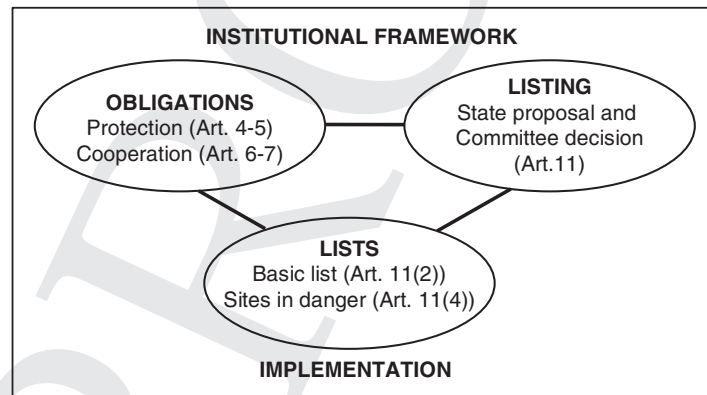 INSTITUTIONAL FRAMEWORK
OBLIGATIONS
Protection (Art. 4-5)
Cooperation (Art. 6-7)
LISTING
State proposal and
Committee decision
(Art.11)
LISTS
Basic list (Art. 11(2))
Sites in danger (Art. 11(4))
IMPLEMENTATION